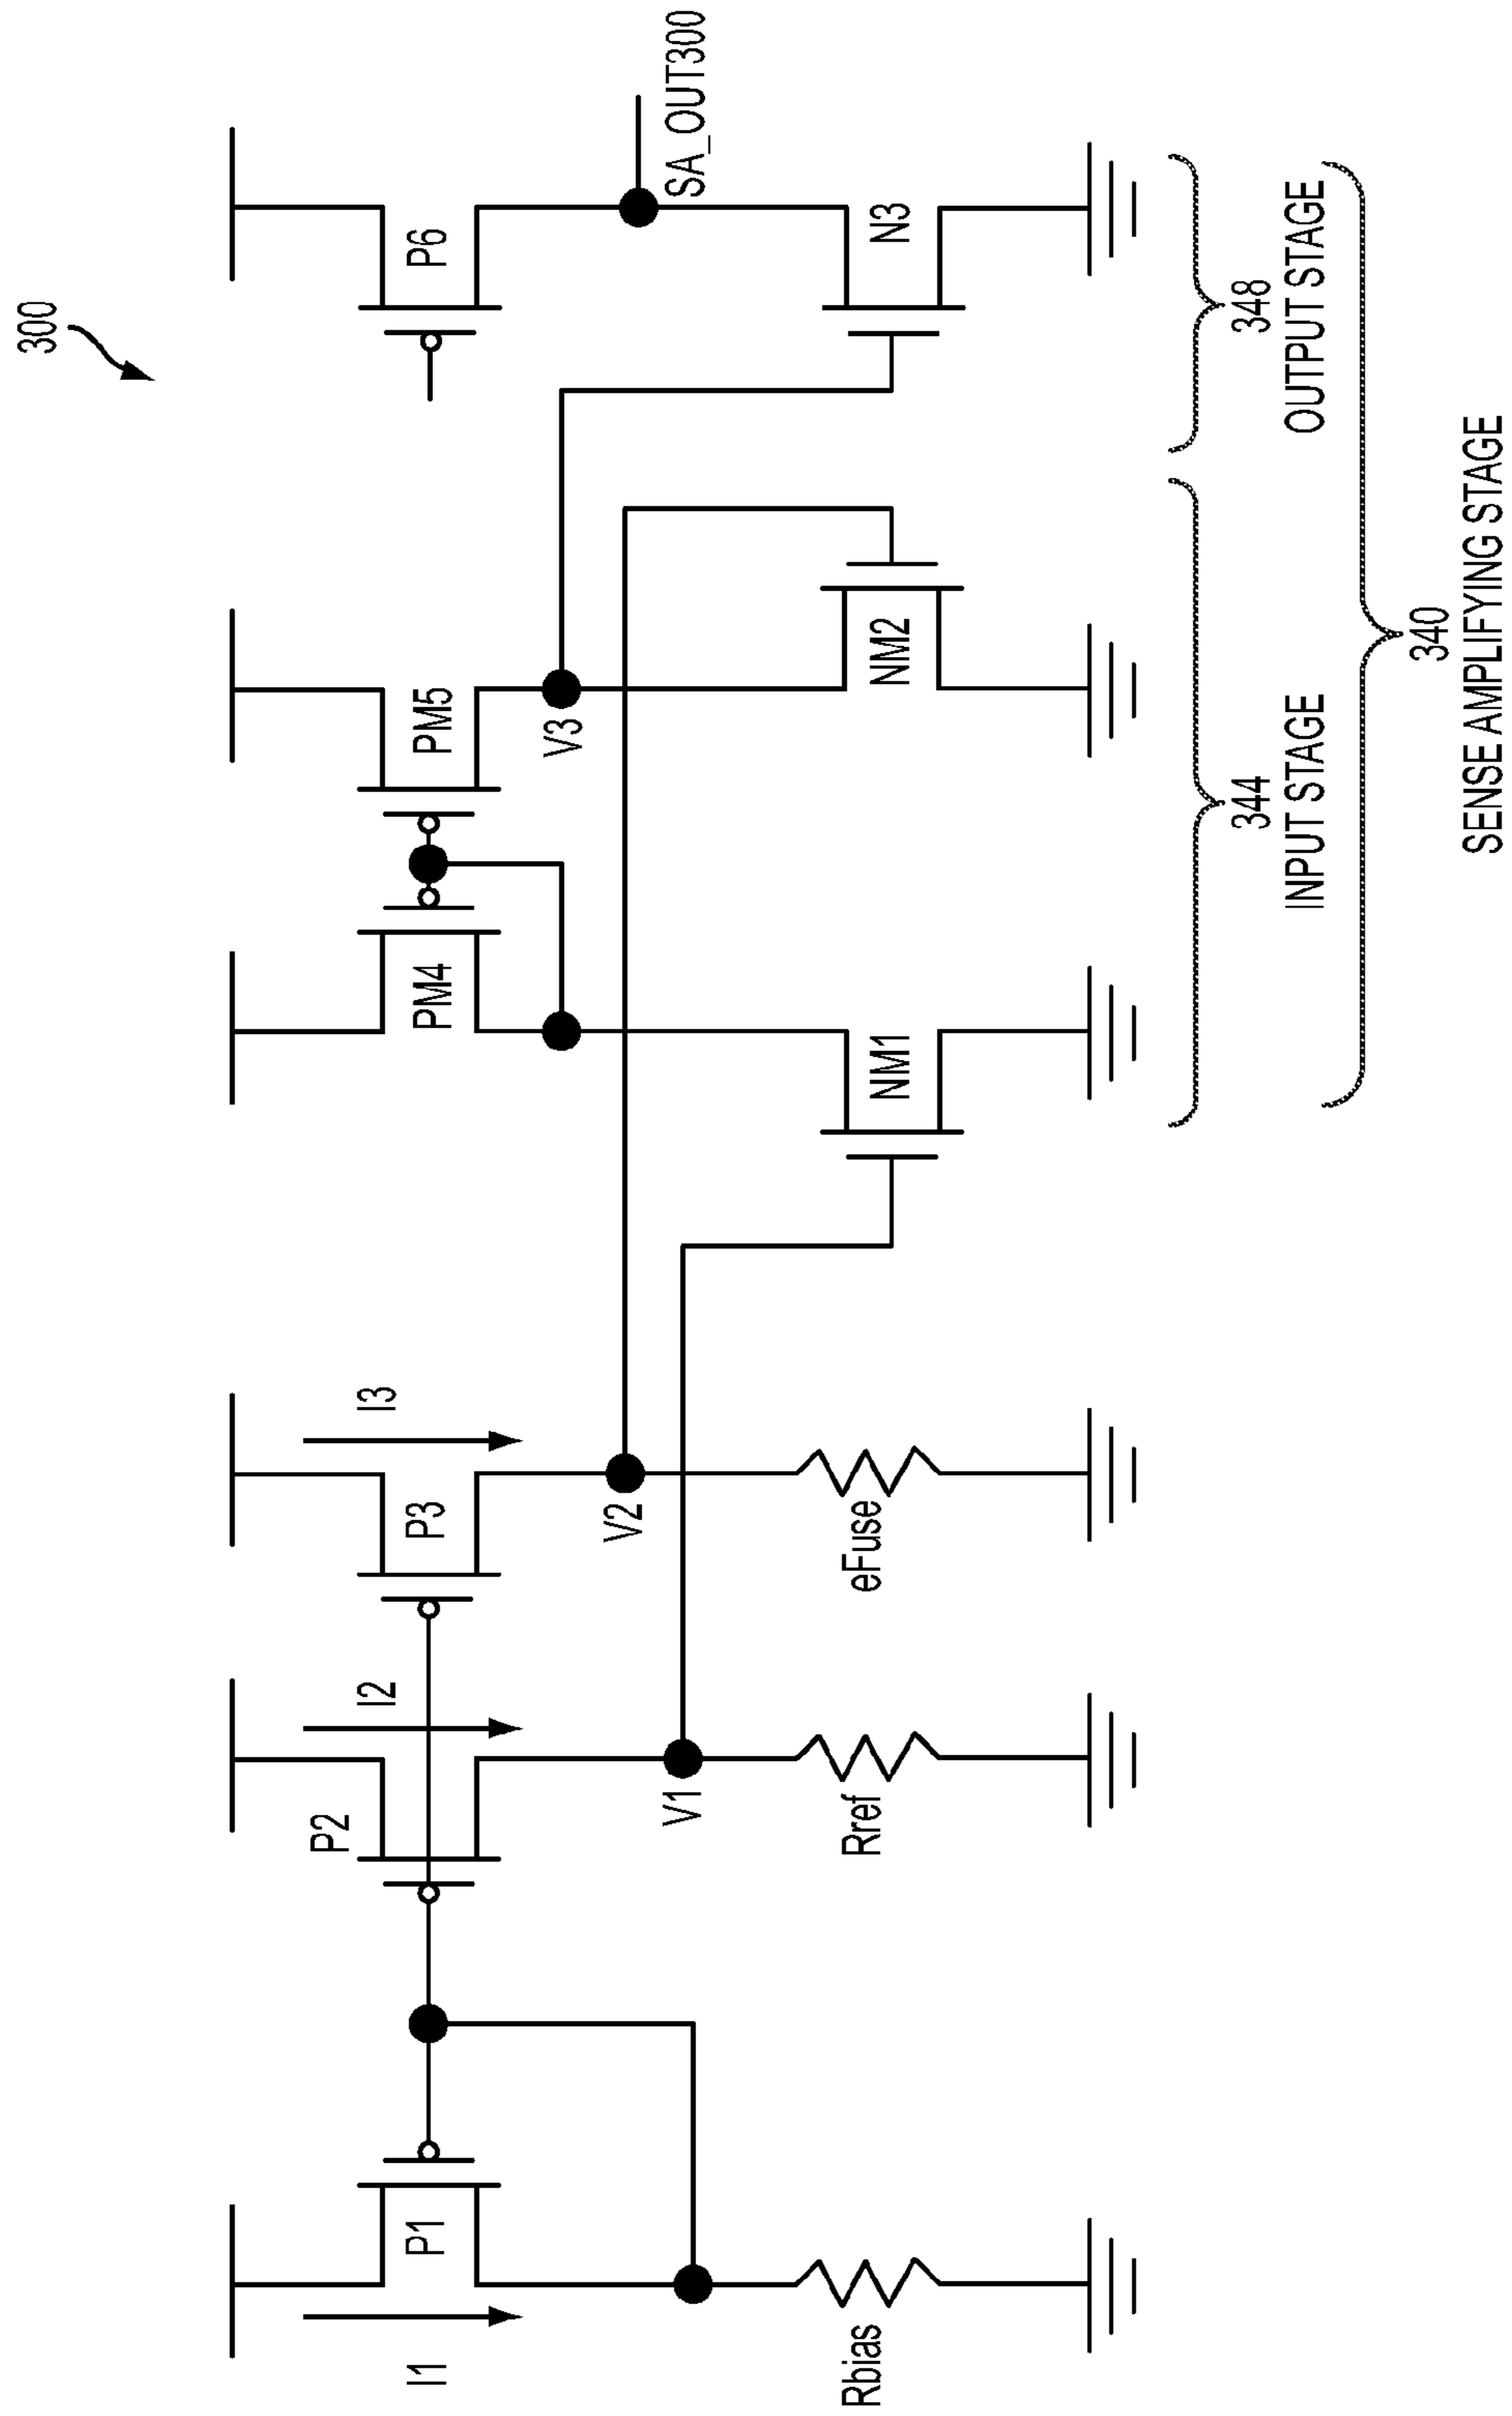 300
I1
P1
Rbias
P2
I2
V1
Rref
P3
I3
V2
eFuse
PM4
NM1
PM5
V3
NM2
P6
SA_OUT300
N3
344
INPUT STAGE
348
OUTPUT STAGE
340
SENSE AMPLIFYING STAGE